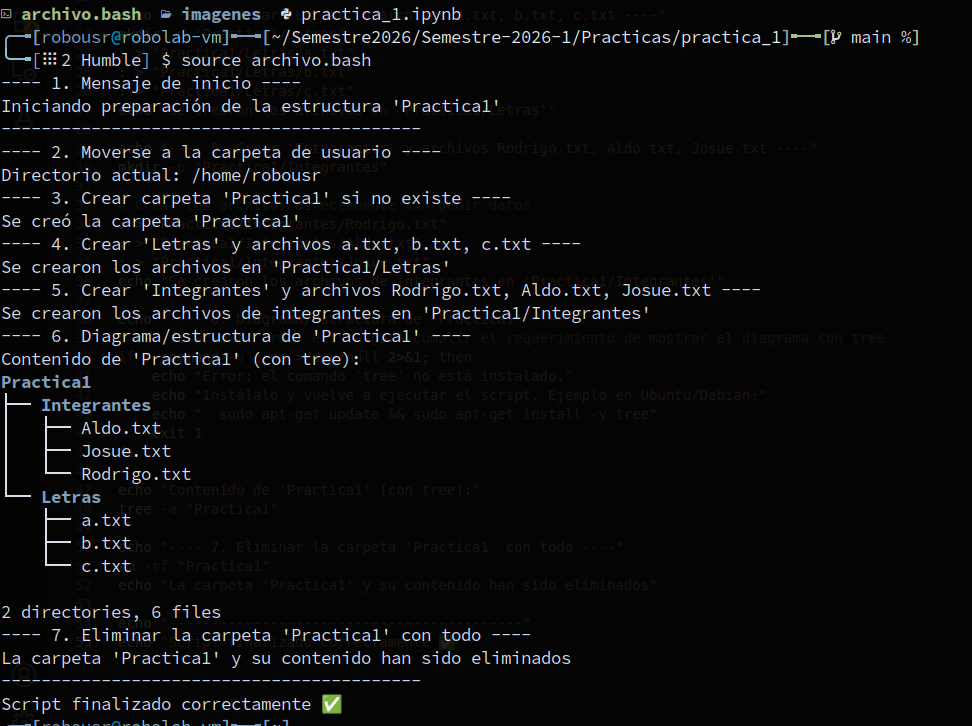 archivo.bash imagenes practica_1.ipynb
[robousr@robolab-vm]──[~/Semestre2026/Semestre-2026-1/Practicas/practica_1]──[ main %]
[2 Humble] $ source archivo.bash
---- 1. Mensaje de inicio ----
Iniciando preparación de la estructura 'Practica1'
------------------------------------------
---- 2. Moverse a la carpeta de usuario ----
Directorio actual: /home/robousr
---- 3. Crear carpeta 'Practica1' si no existe ----
Se creó la carpeta 'Practica1'
---- 4. Crear 'Letras' y archivos a.txt, b.txt, c.txt ----
Se crearon los archivos en 'Practica1/Letras'
---- 5. Crear 'Integrantes' y archivos Rodrigo.txt, Aldo.txt, Josue.txt ----
Se crearon los archivos de integrantes en 'Practica1/Integrantes'
---- 6. Diagrama/estructura de 'Practica1' ----
Contenido de 'Practica1' (con tree):
Practica1
├── Integrantes
│   ├── Aldo.txt
│   ├── Josue.txt
│   └── Rodrigo.txt
└── Letras
    ├── a.txt
    ├── b.txt
    └── c.txt
2 directories, 6 files
---- 7. Eliminar la carpeta 'Practica1' con todo ----
La carpeta 'Practica1' y su contenido han sido eliminados
------------------------------------------
Script finalizado correctamente ✅
[robousr@robolab-vm]──[~]